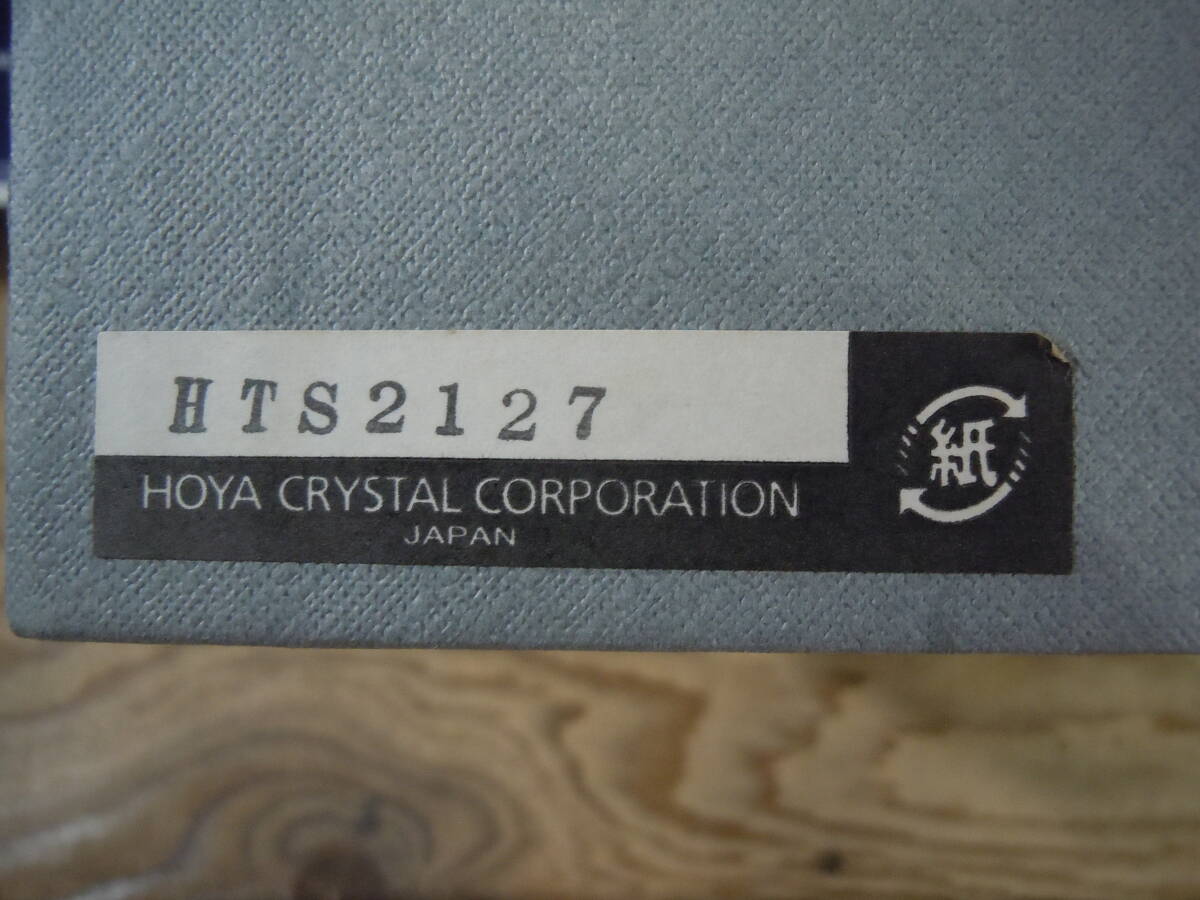 HTS2127
HOYA CRYSTAL CORPORATION
JAPAN
紙